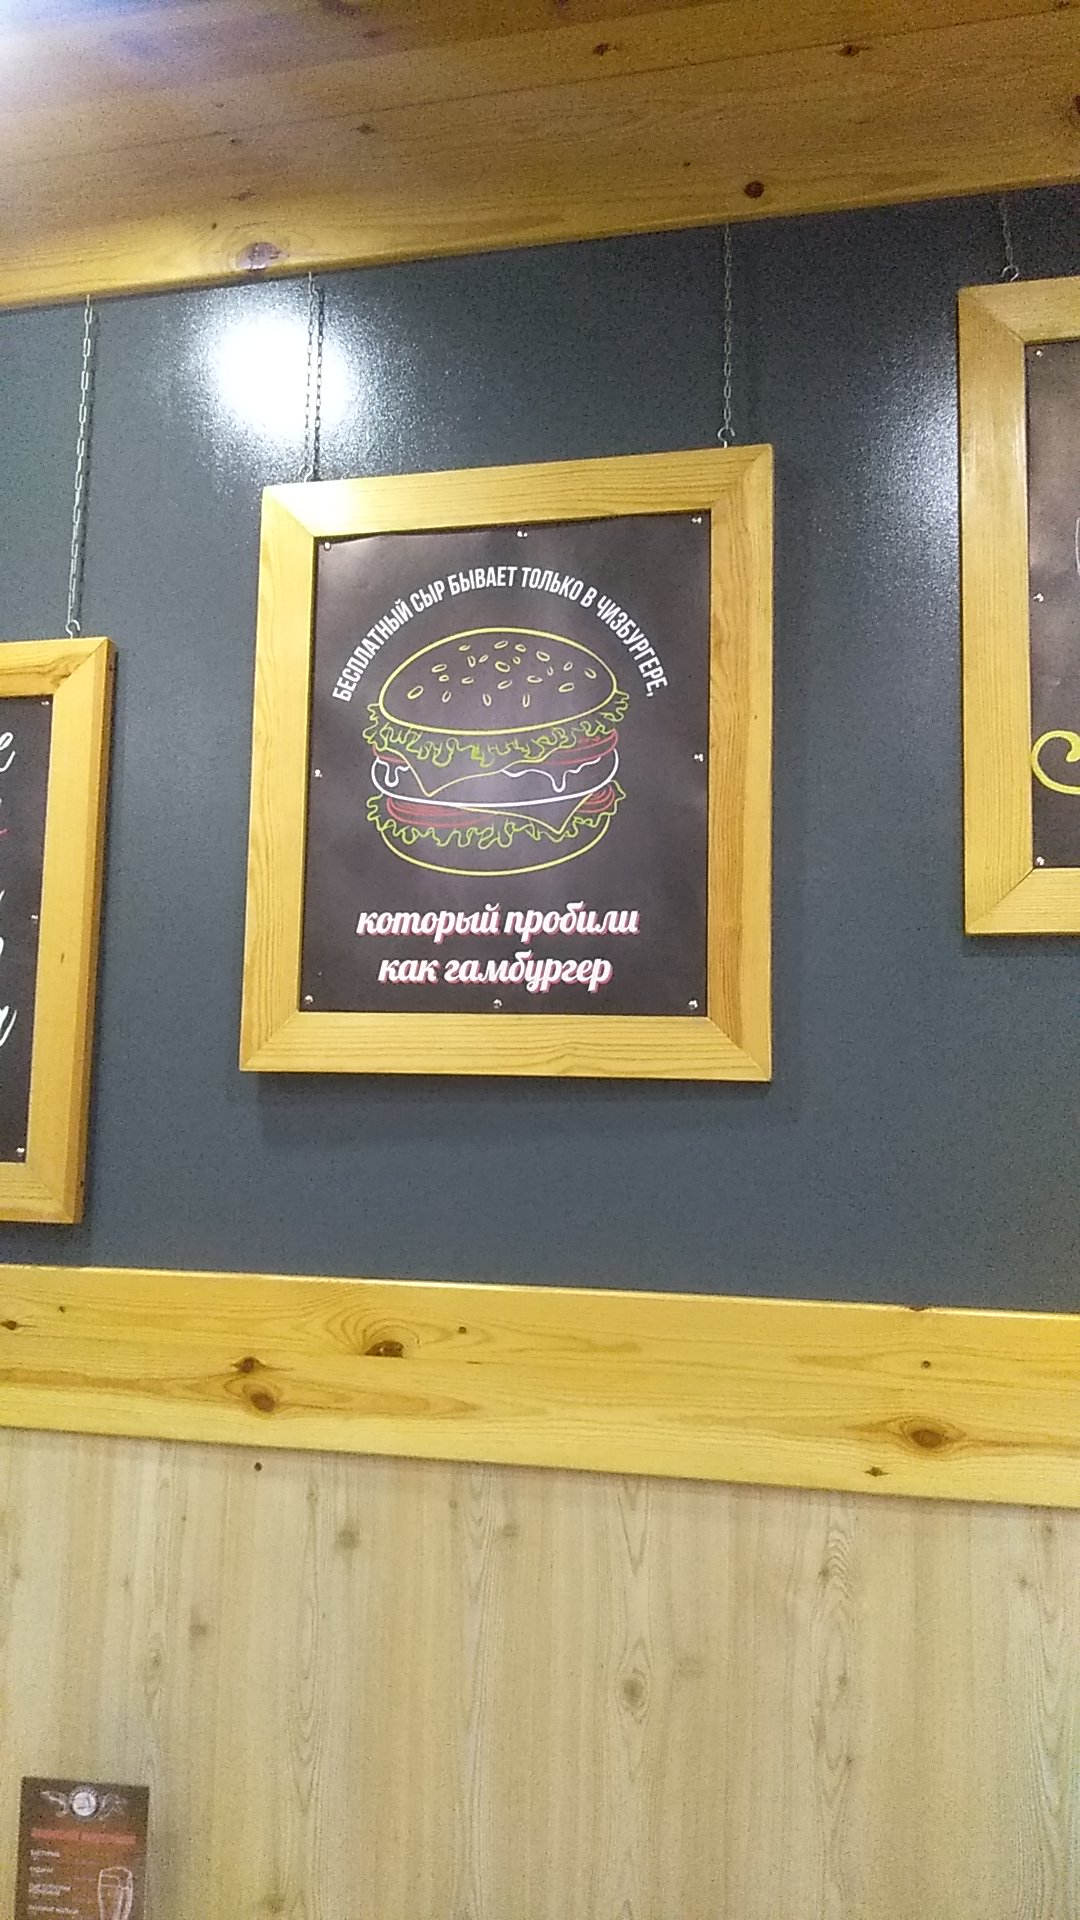 БЕСПЛАТНЫЙ СЫР БЫВАЕТ ТОЛЬКО В ЧИЗБУРГЕРЕ,
который пробили
как гамбургер